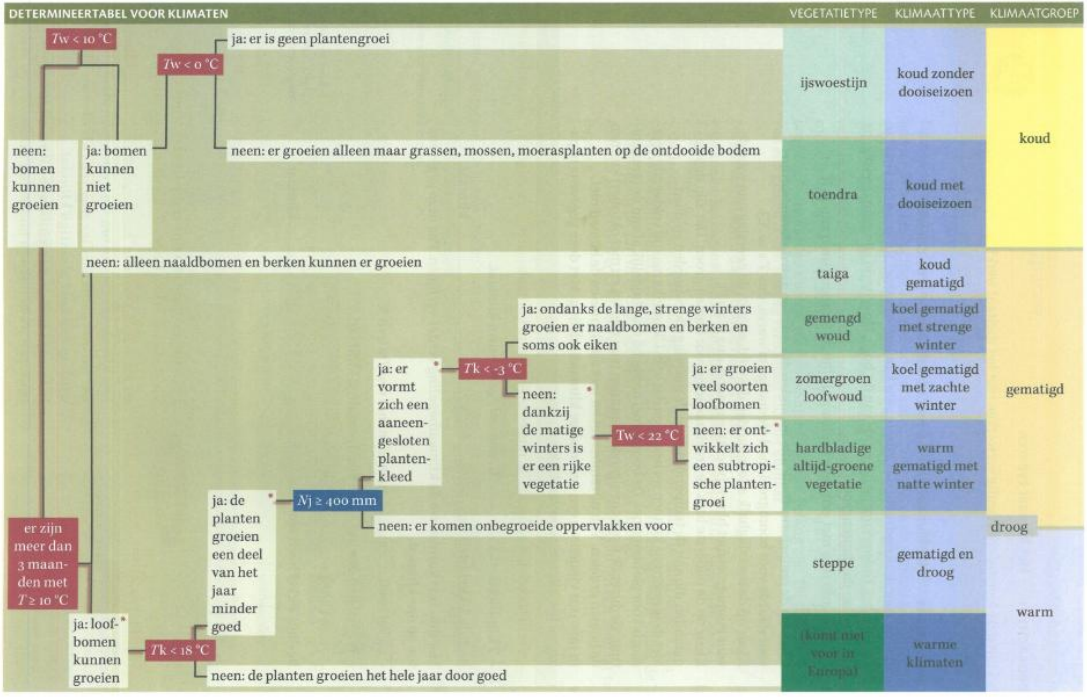 DETERMINEERTABEL VOOR KLIMATEN
VEGETATIETYPE KLIMAATTYPE KLIMAATGROEP
Tw < 10 °C
Tw < 0 °C
ja: er is geen plantengroei
ijswoestijn
koud zonder
dooiseizoen
koud
neen:
bomen
kunnen
groeien
ja: bomen
kunnen
niet
groeien
neen: er groeien alleen maar grassen, mossen, moerasplanten op de ontdooide bodem
toendra
koud met
dooiseizoen
neen: alleen naaldbomen en berken kunnen er groeien
taiga
koud
gematigd
ja: ondanks de lange, strenge winters
groeien er naaldbomen en berken en
soms ook eiken
gemengd
woud
koel gematigd
met strenge
winter
gematigd
ja: er *
vormt
zich een
aaneen-
gesloten
planten-
kleed
Tk < -3 °C
neen: *
dankzij
de matige
winters is
er een rijke
vegetatie
Tw < 22 °C
ja: er groeien
veel soorten
loofbomen
zomergroen
loofwoud
koel gematigd
met zachte
winter
neen: er ont- *
wikkelt zich
een subtropi-
sche planten-
groei
hardbladige
altijd-groene
vegetatie
warm
gematigd met
natte winter
ja: de *
planten
groeien
een deel
van het
jaar
minder
goed
Nj ≥ 400 mm
neen: er komen onbegroeide oppervlakken voor
steppe
gematigd en
droog
droog
er zijn
meer dan
3 maan-
den met
T ≥ 10 °C
ja: loof- *
bomen
kunnen
groeien
Tk < 18 °C
neen: de planten groeien het hele jaar door goed
(komt niet
voor in
Europa)
warme
klimaten
warm